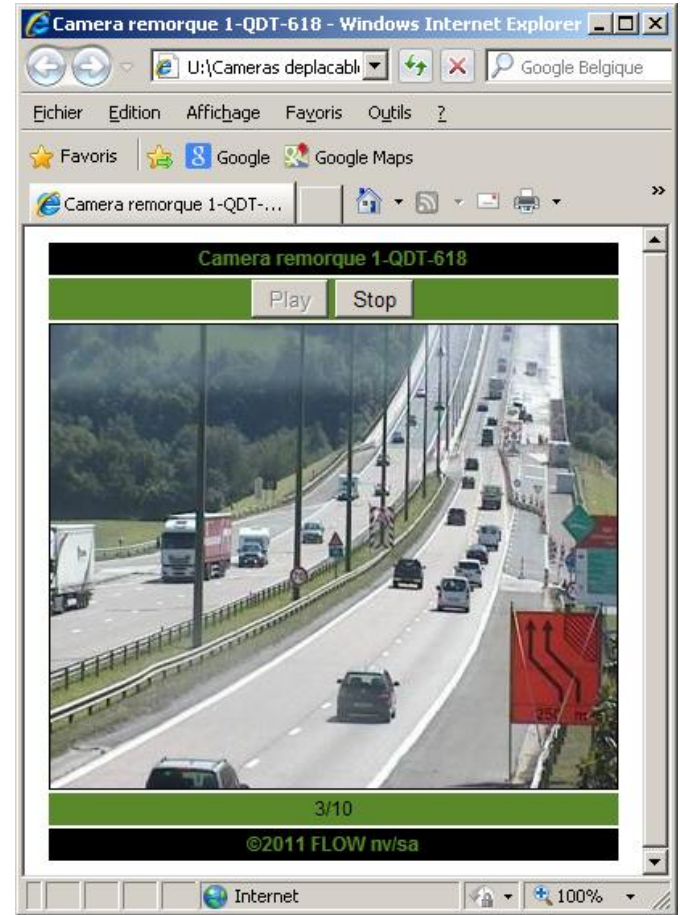 Camera remorque 1-QDT-618 - Windows Internet Explorer
U:\Cameras deplacabl
Google Belgique
Fichier Edition Affichage Favoris Outils ?
Favoris Google Google Maps
Camera remorque 1-QDT-... »
Camera remorque 1-QDT-618
Play Stop
70
250 m
3/10
©2011 FLOW nv/sa
Internet 100%